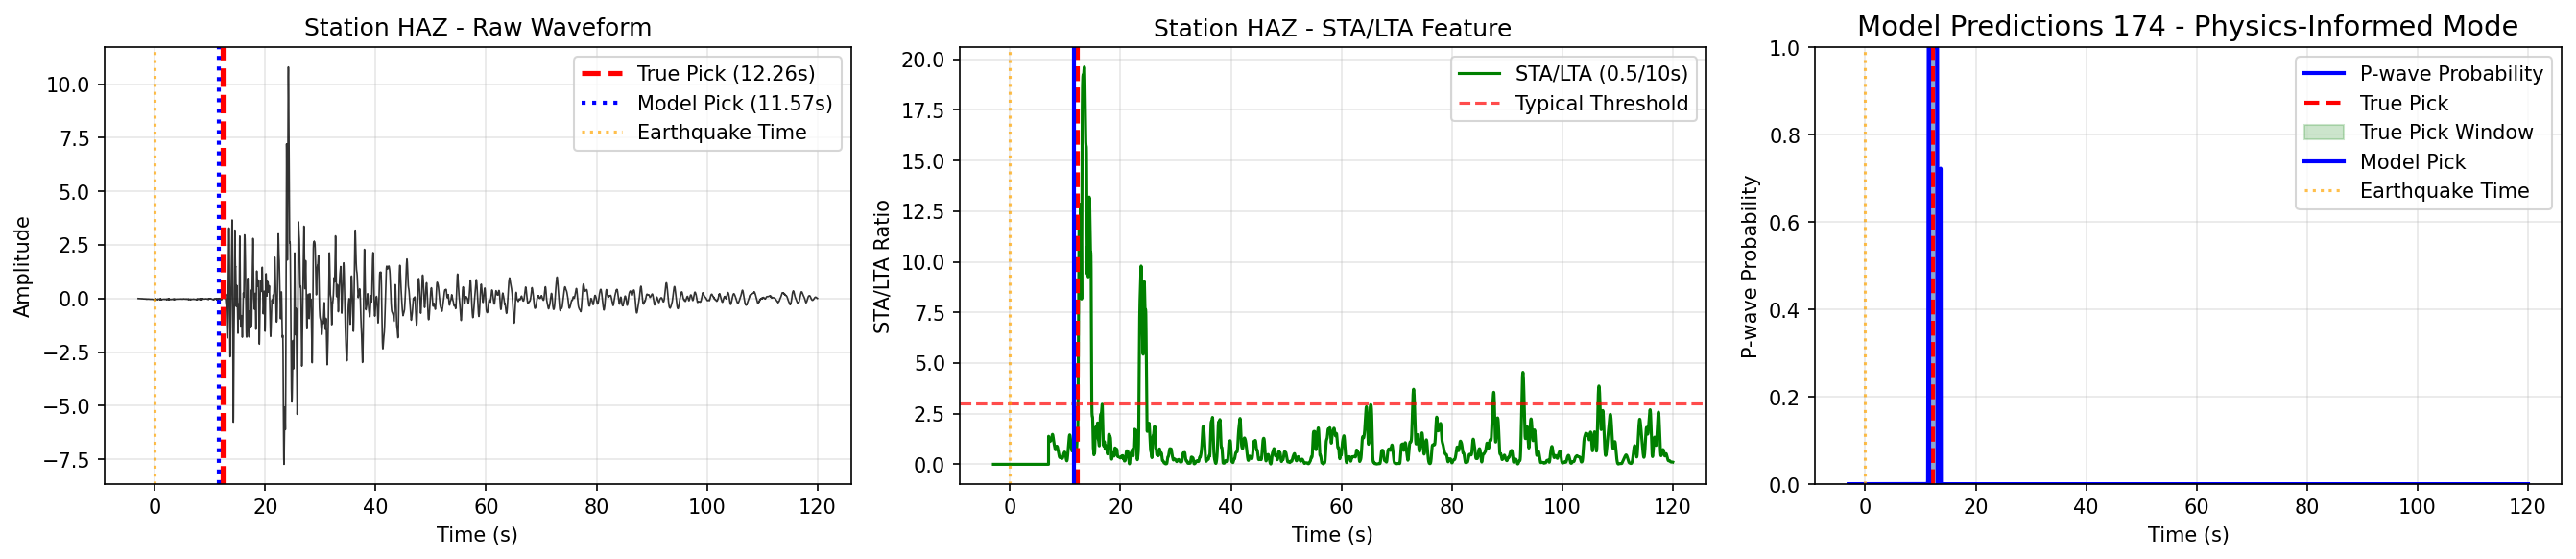 Station HAZ - Raw Waveform
True Pick (12.26s)
Model Pick (11.57s)
Earthquake Time
10.0
7.5
5.0
2.5
0.0
−2.5
−5.0
−7.5
Amplitude
0
20
40
60
80
100
120
Time (s)
Station HAZ - STA/LTA Feature
STA/LTA (0.5/10s)
Typical Threshold
20.0
17.5
15.0
12.5
10.0
7.5
5.0
2.5
0.0
STA/LTA Ratio
0
20
40
60
80
100
120
Time (s)
Model Predictions 174 - Physics-Informed Mode
P-wave Probability
True Pick
True Pick Window
Model Pick
Earthquake Time
1.0
0.8
0.6
0.4
0.2
0.0
P-wave Probability
0
20
40
60
80
100
120
Time (s)